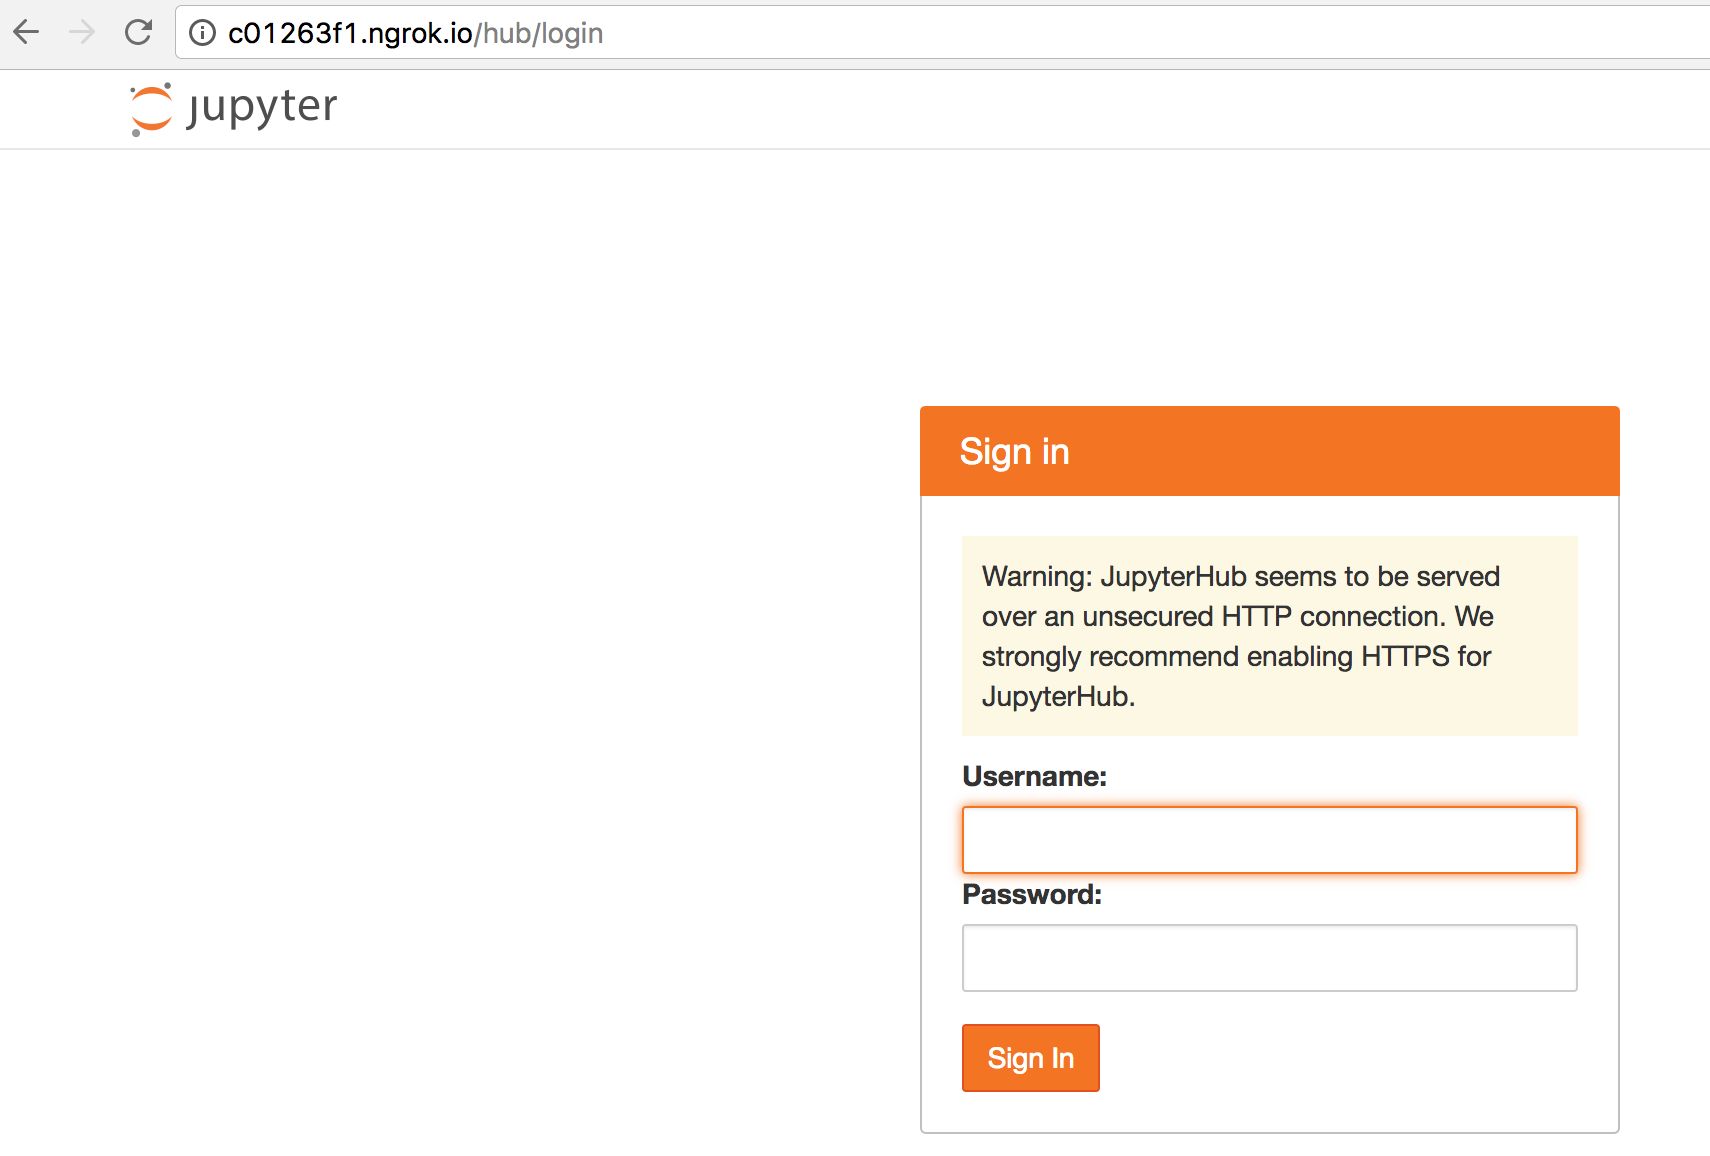 c01263f1.ngrok.io/hub/login
jupyter
Sign in
Warning: JupyterHub seems to be served
over an unsecured HTTP connection. We
strongly recommend enabling HTTPS for
JupyterHub.
Username:
Password:
Sign In